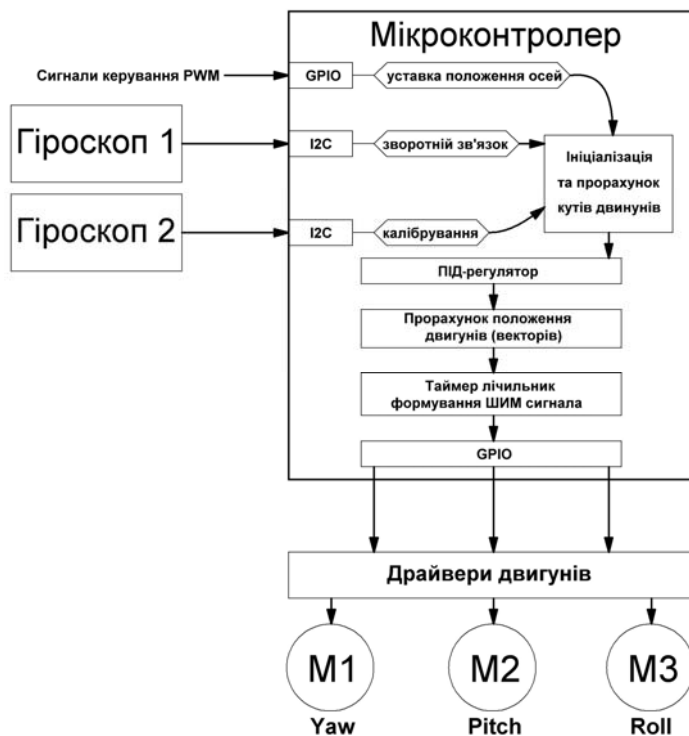 Мікроконтролер
Сигнали керування PWM
GPIO
уставка положення осей
Гіроскоп 1
I2C
зворотній зв'язок
Ініціалізація
та прорахунок
кутів двинунів
Гіроскоп 2
I2C
калібрування
ПІД-регулятор
Прорахунок положення
двигунів (векторів)
Таймер лічильник
формування ШИМ сигнала
GPIO
Драйвери двигунів
M1
M2
M3
Yaw
Pitch
Roll